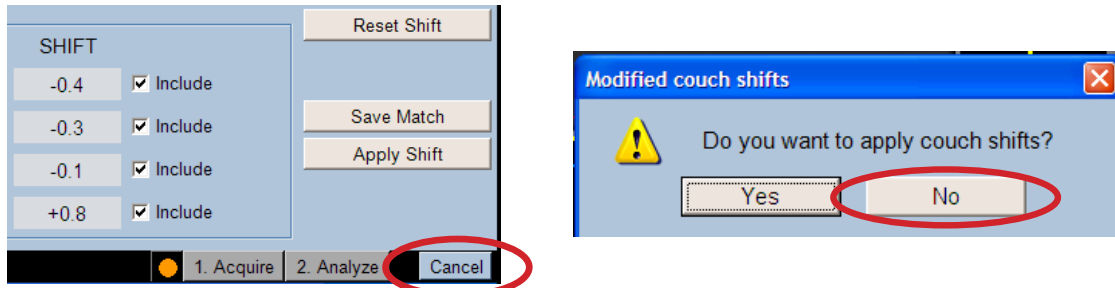 Reset Shift
SHIFT
-0.4 Include
-0.3 Include
Save Match
Apply Shift
-0.1 Include
+0.8 Include
1. Acquire 2. Analyze Cancel
Modified couch shifts
Do you want to apply couch shifts?
Yes No